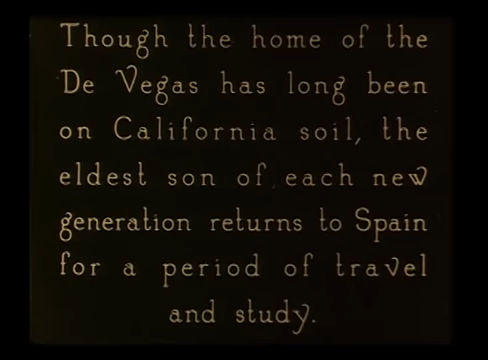 Though the home of the
De Vegas has long been
on California soil, the
eldest son of each new
generation returns to Spain
for a period of travel
and study.